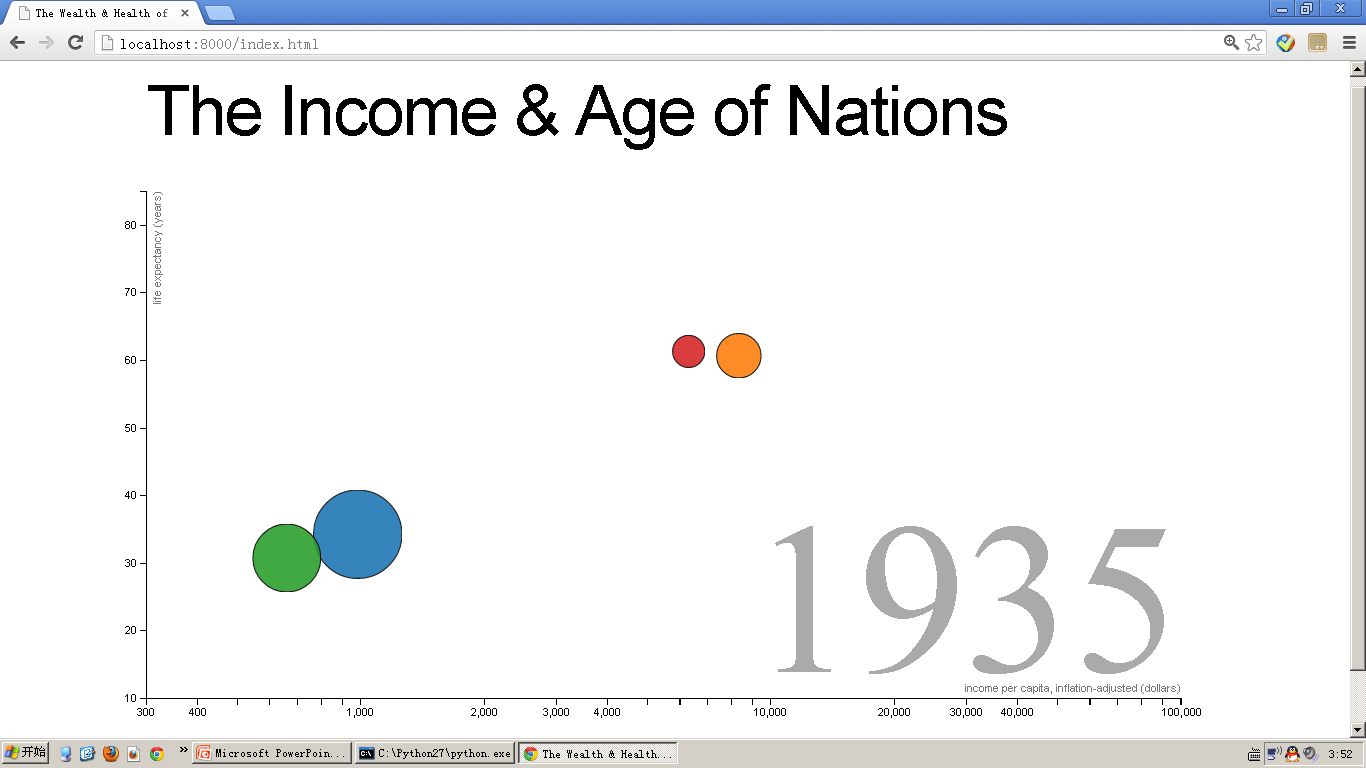 The Wealth & Health of
localhost:8000/index.html
The Income & Age of Nations
life expectancy (years)
80
70
60
50
40
30
20
10
1935
income per capita, inflation-adjusted (dollars)
300 400 1,000 2,000 3,000 4,000 10,000 20,000 30,000 40,000 100,000
开始 Microsoft PowerPoin... C:\Python27\python.exe The Wealth & Health... 3:52